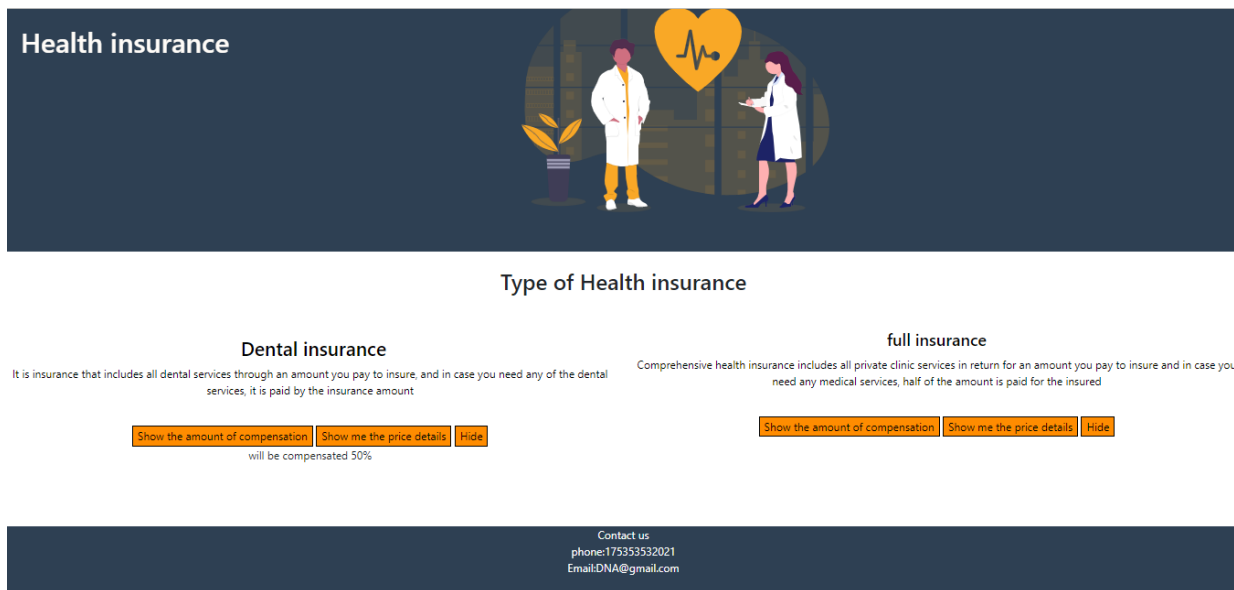 Health insurance
Type of Health insurance
Dental insurance
It is insurance that includes all dental services through an amount you pay to insure, and in case you need any of the dental
services, it is paid by the insurance amount
Show the amount of compensation Show me the price details Hide
will be compensated 50%
full insurance
Comprehensive health insurance includes all private clinic services in return for an amount you pay to insure and in case you
need any medical services, half of the amount is paid for the insured
Show the amount of compensation Show me the price details Hide
Contact us
phone:175353532021
Email:DNA@gmail.com